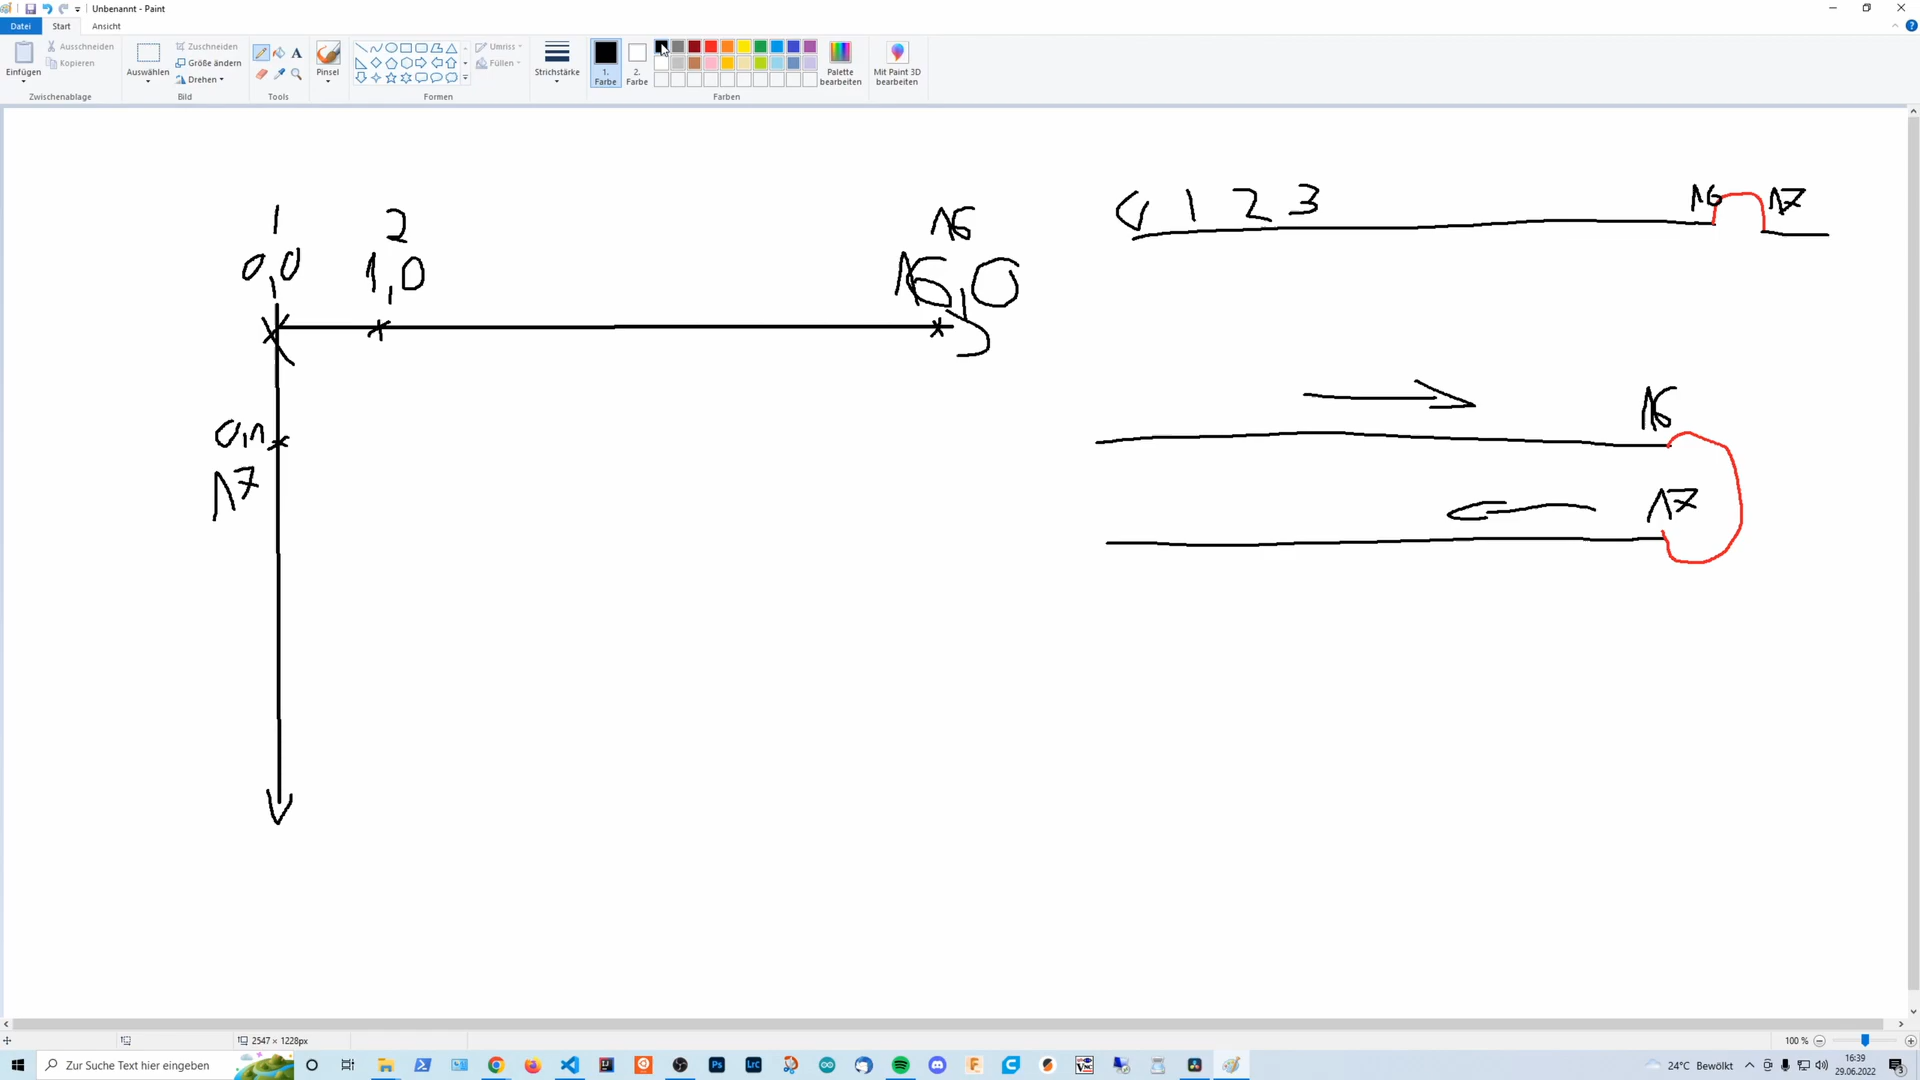 Unbenannt - Paint
Datei
Start
Ansicht
Einfügen
Ausschneiden
Kopieren
Zwischenablage
Auswählen
Zuschneiden
Größe ändern
Drehen
Bild
Tools
Pinsel
Formen
Umriss
Füllen
Strichstärke
1.
Farbe
2.
Farbe
Farben
Palette
bearbeiten
Mit Paint 3D
bearbeiten
1
2
16
0,0
1,0
16,0
0,1
17
0 1 2 3
16
17
16
17
2547 × 1228px
100 %
Zur Suche Text hier eingeben
24°C Bewölkt
16:39
29.06.2022
3